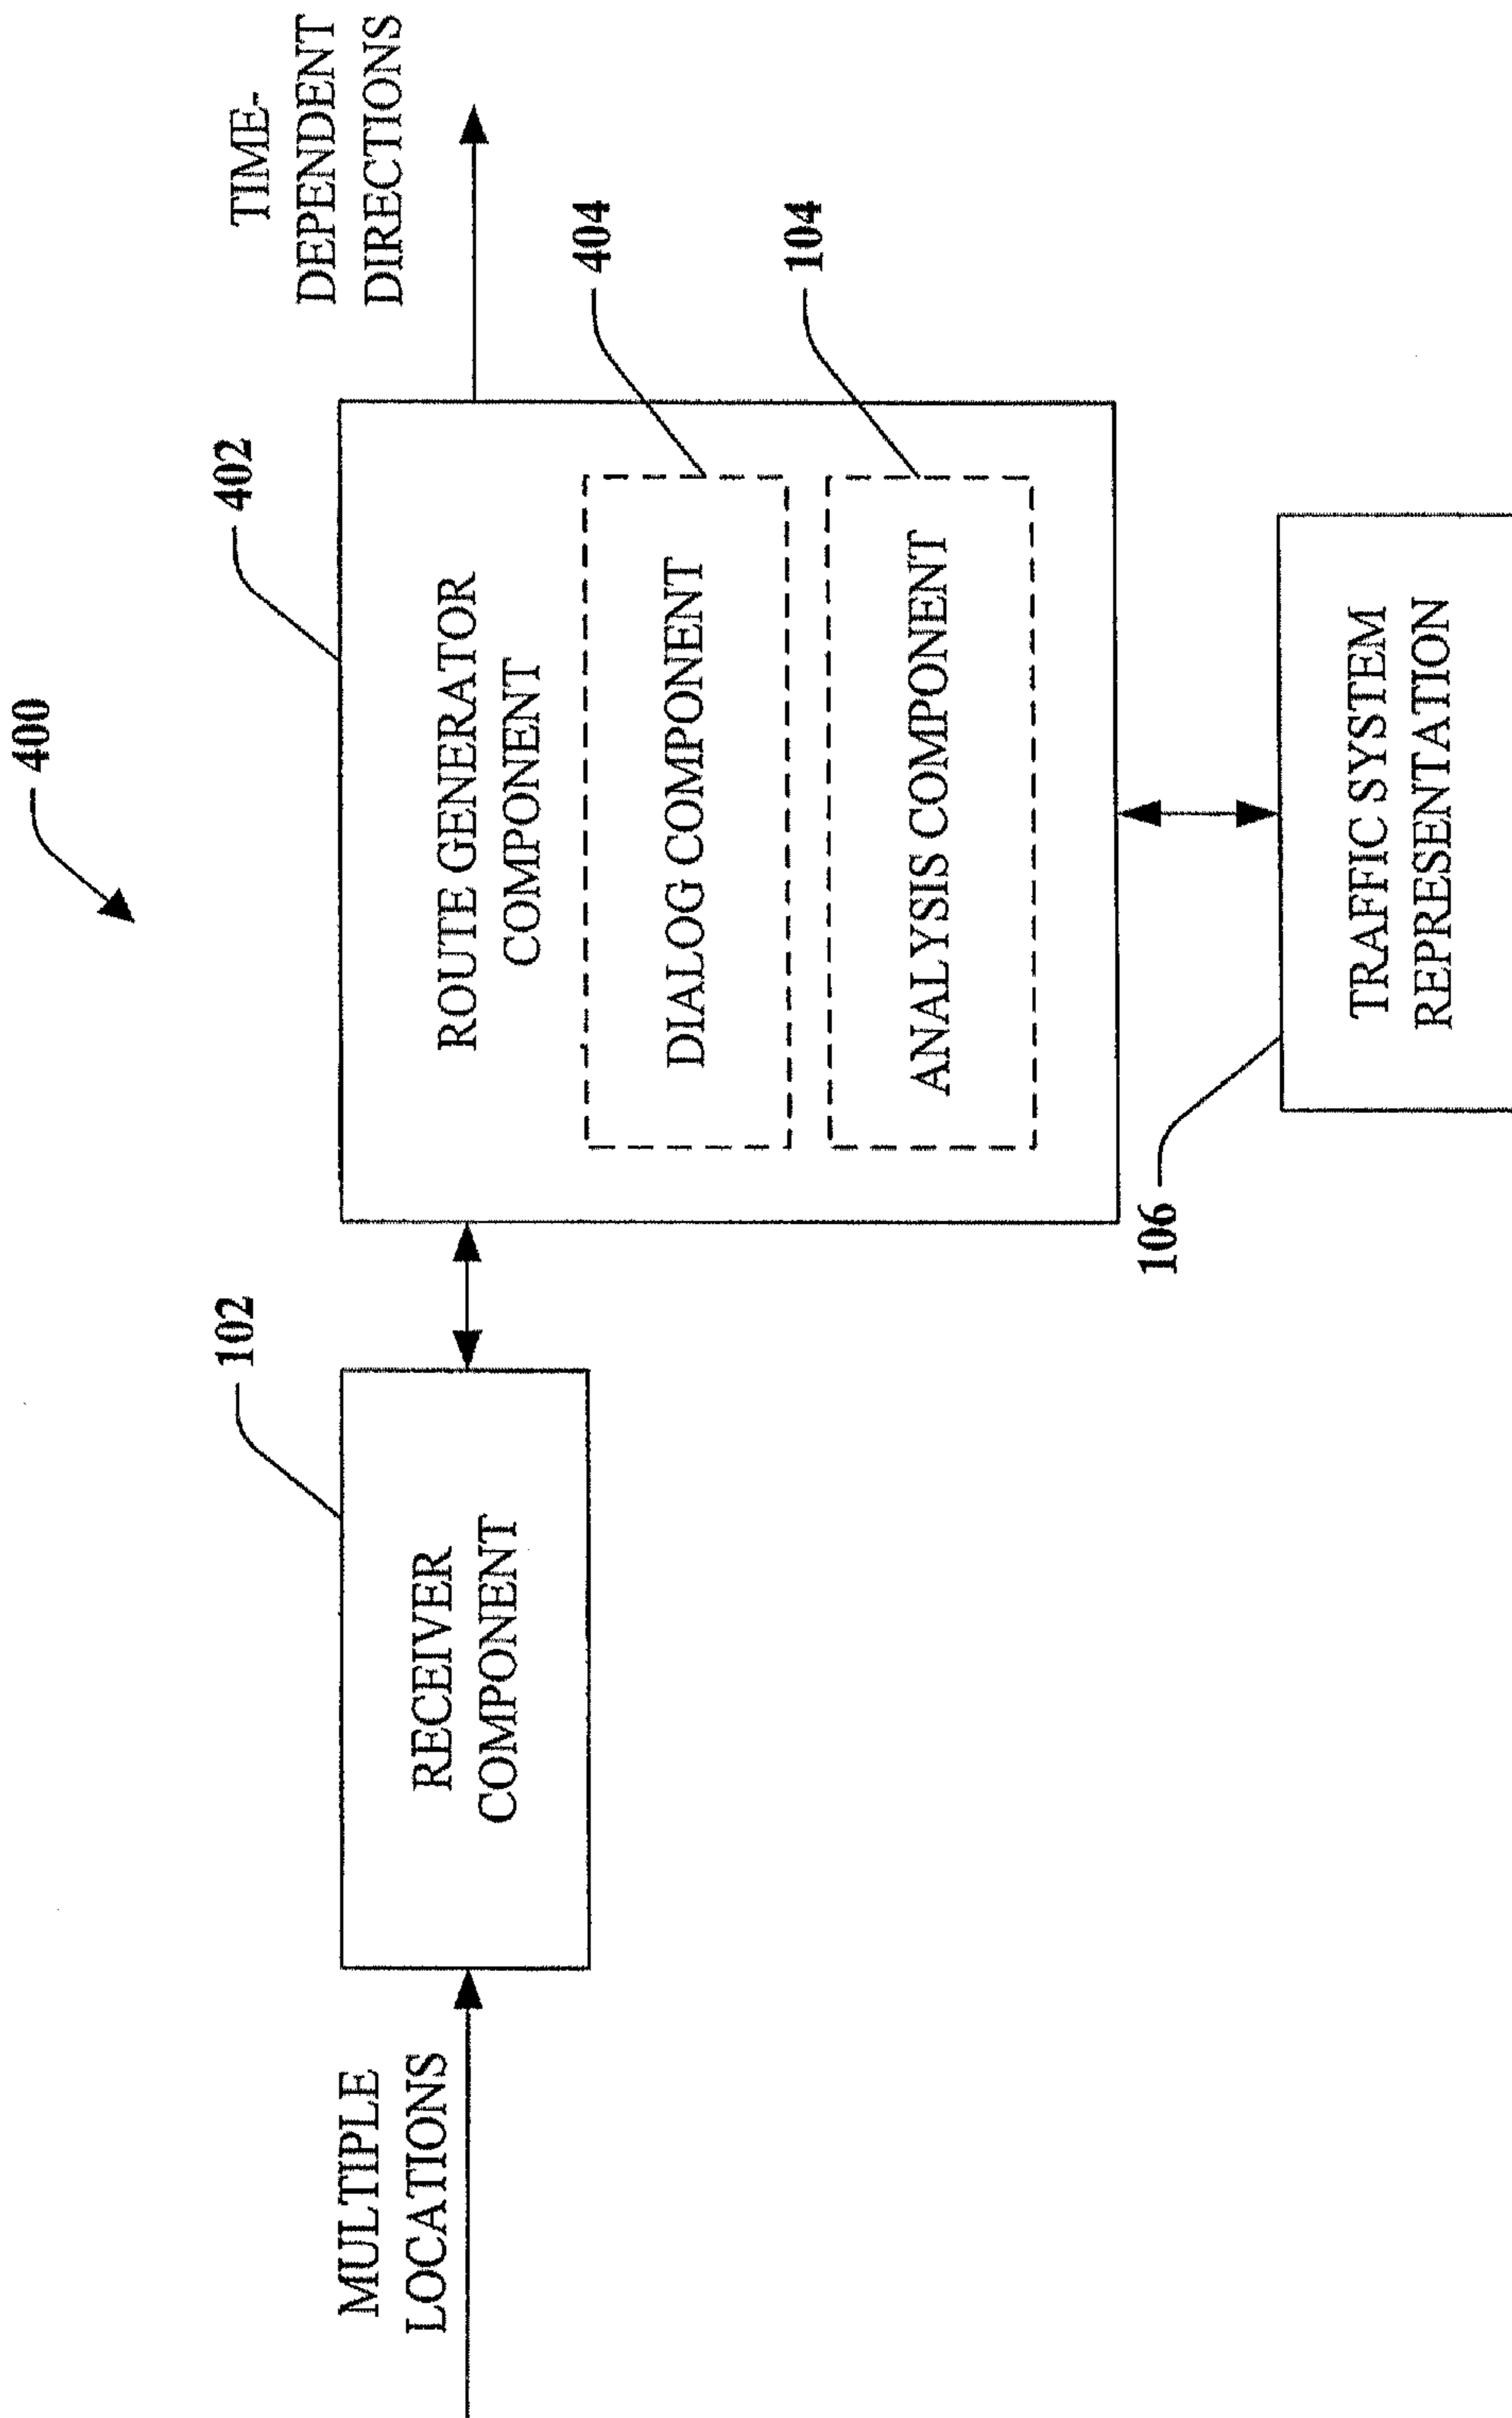 400
TIME-
DEPENDENT
DIRECTIONS
402
102
MULTIPLE
LOCATIONS
RECEIVER
COMPONENT
ROUTE GENERATOR
COMPONENT
404
DIALOG COMPONENT
104
ANALYSIS COMPONENT
106
TRAFFIC SYSTEM
REPRESENTATION